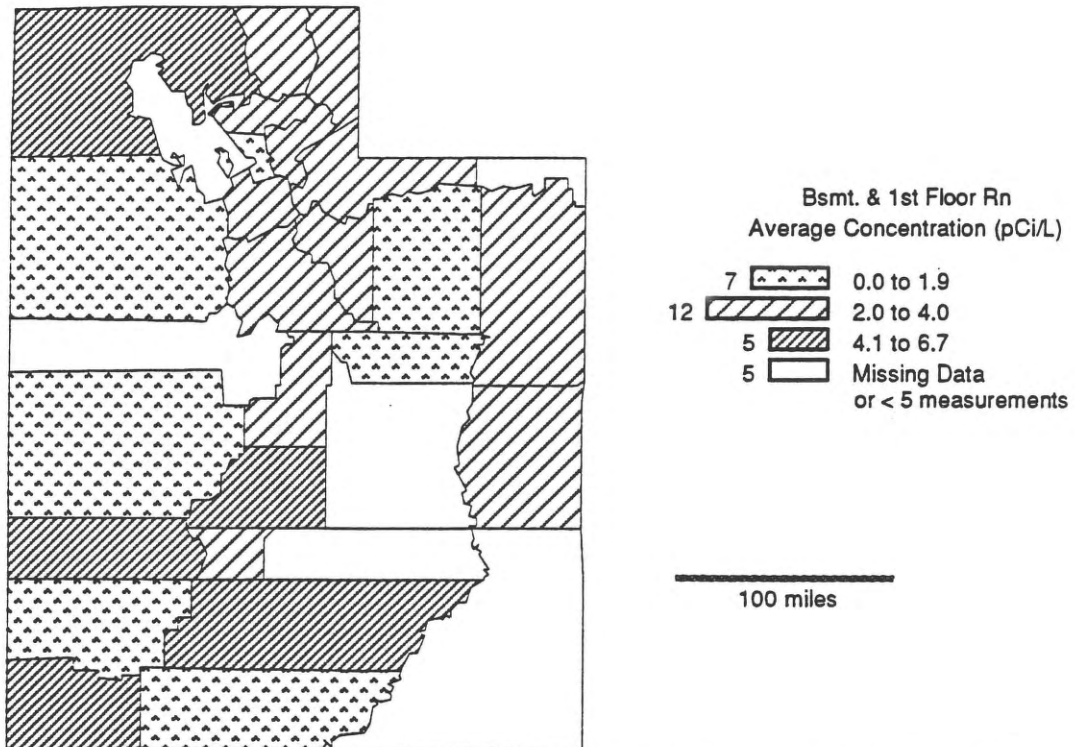 Bsmt. & 1st Floor Rn
Average Concentration (pCi/L)
7 0.0 to 1.9
12 2.0 to 4.0
5 4.1 to 6.7
5 Missing Data
or < 5 measurements
100 miles